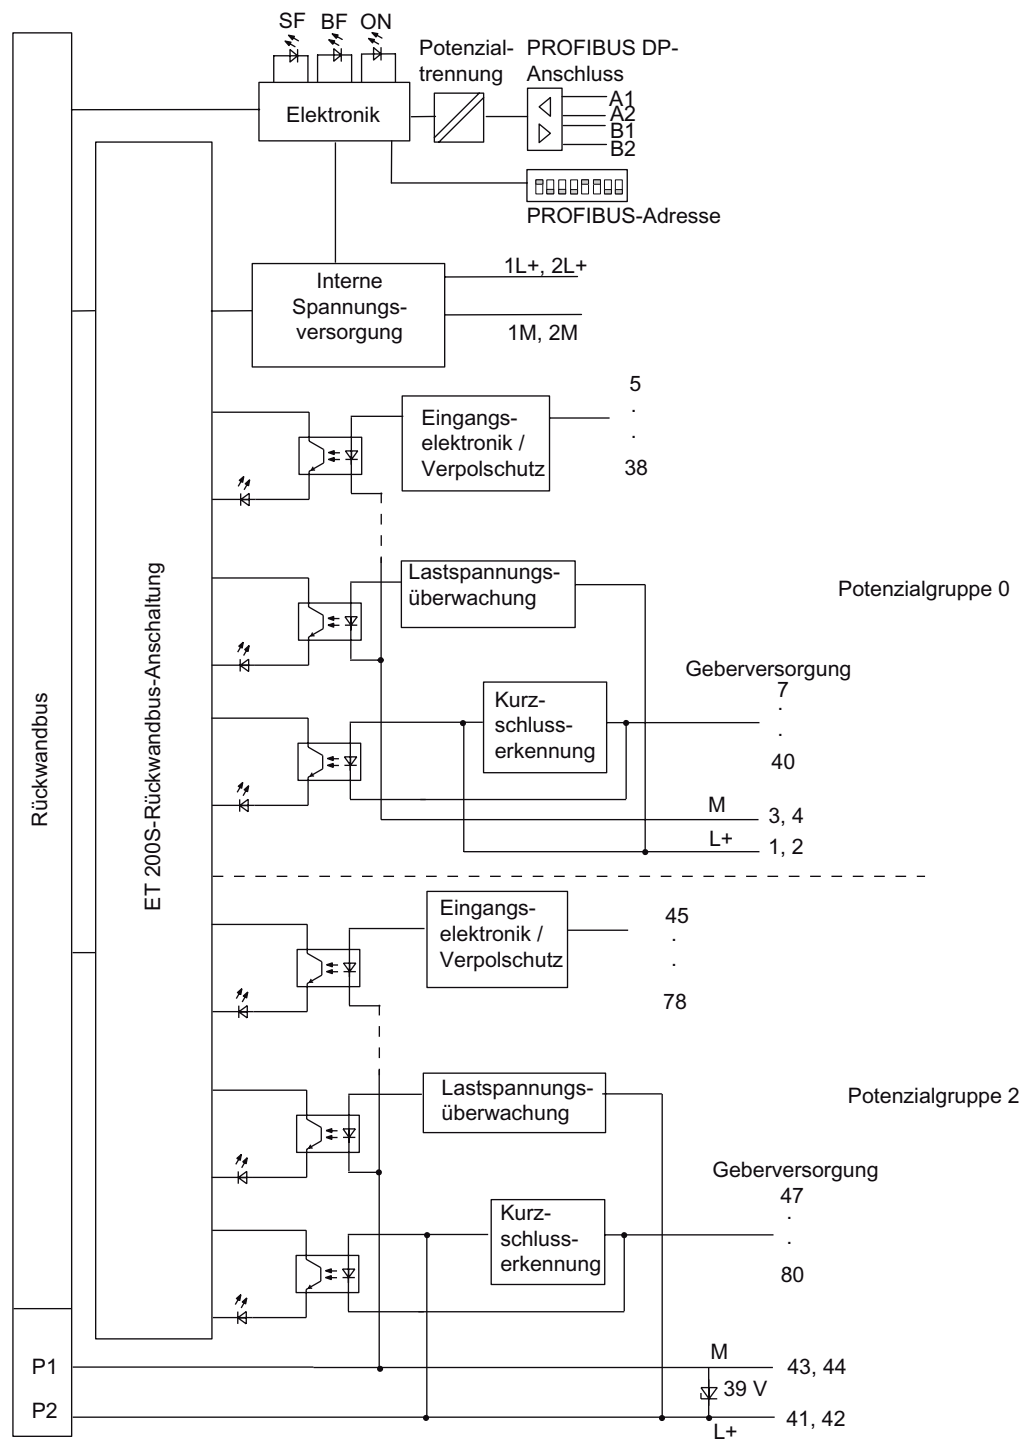 SF BF ON
Potenzial-
trennung
PROFIBUS DP-
Anschluss
A1
A2
B1
B2
Elektronik
PROFIBUS-Adresse
Interne
Spannungs-
versorgung
1L+, 2L+
1M, 2M
Rückwandbus
ET 200S-Rückwandbus-Anschaltung
Eingangs-
elektronik /
Verpolschutz
5
.
.
38
Lastspannungs-
überwachung
Potenzialgruppe 0
Geberversorgung
7
.
.
40
Kurz-
schluss-
erkennung
M 3, 4
L+ 1, 2
Eingangs-
elektronik /
Verpolschutz
45
.
.
78
Lastspannungs-
überwachung
Potenzialgruppe 2
Geberversorgung
47
.
.
80
Kurz-
schluss-
erkennung
P1 M 43, 44
39 V
P2 L+ 41, 42